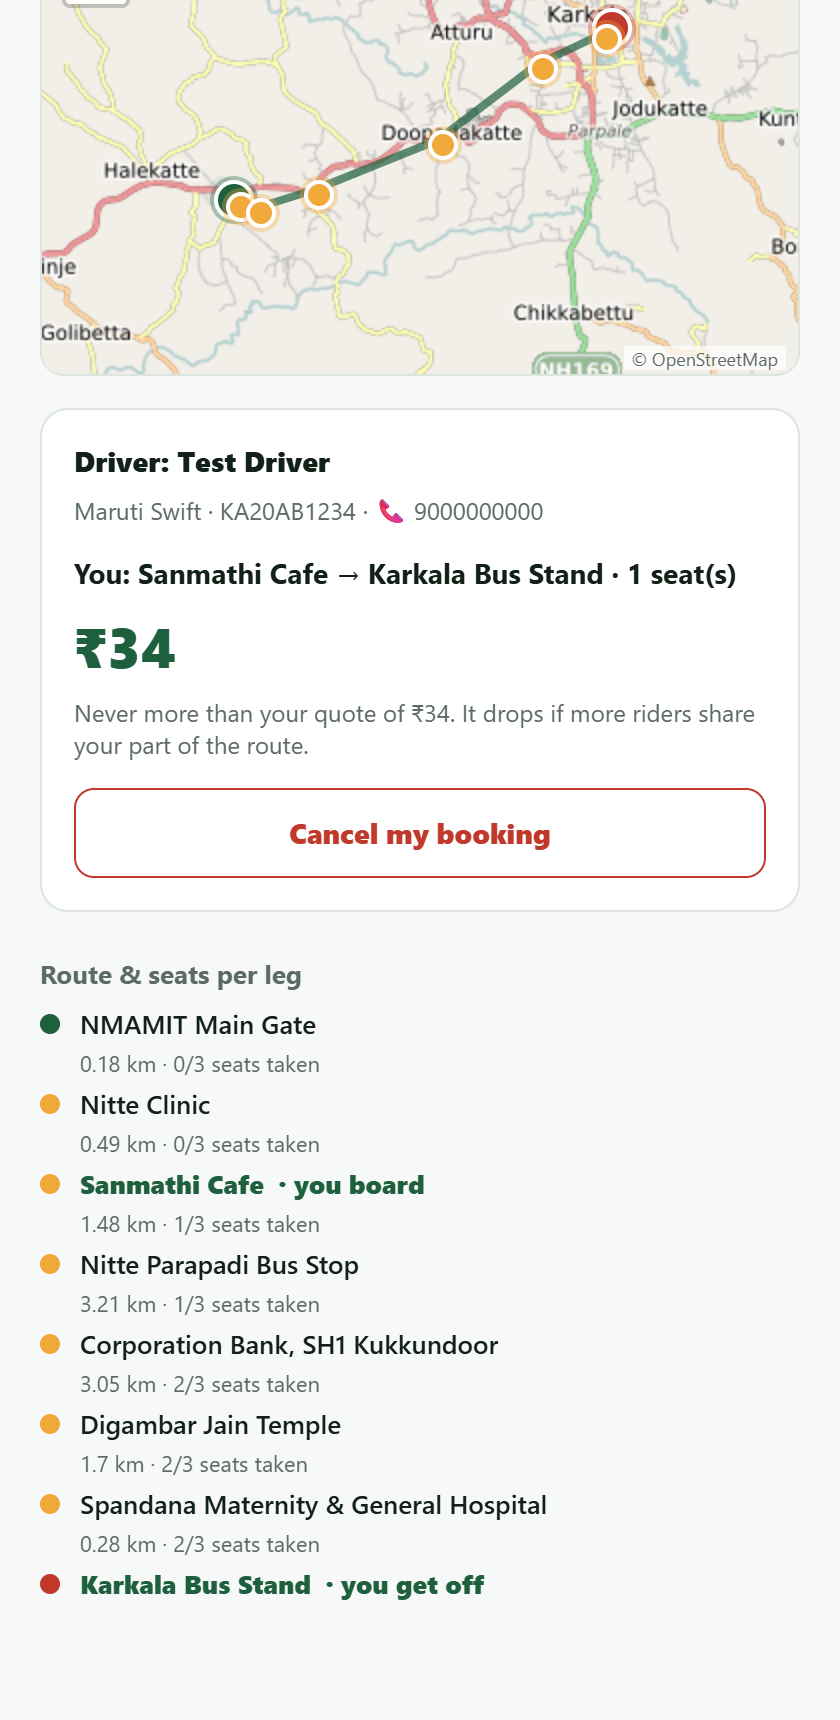 Atturu
Jodukatte
Parpale
Halekatte
Golibetta
Chikkabettu
NH169
© OpenStreetMap
Driver: Test Driver
Maruti Swift · KA20AB1234 · 📞 9000000000
You: Sanmathi Cafe → Karkala Bus Stand · 1 seat(s)
₹34
Never more than your quote of ₹34. It drops if more riders share
your part of the route.
Cancel my booking
Route & seats per leg
NMAMIT Main Gate
0.18 km · 0/3 seats taken
Nitte Clinic
0.49 km · 0/3 seats taken
Sanmathi Cafe · you board
1.48 km · 1/3 seats taken
Nitte Parapadi Bus Stop
3.21 km · 1/3 seats taken
Corporation Bank, SH1 Kukkundoor
3.05 km · 2/3 seats taken
Digambar Jain Temple
1.7 km · 2/3 seats taken
Spandana Maternity & General Hospital
0.28 km · 2/3 seats taken
Karkala Bus Stand · you get off